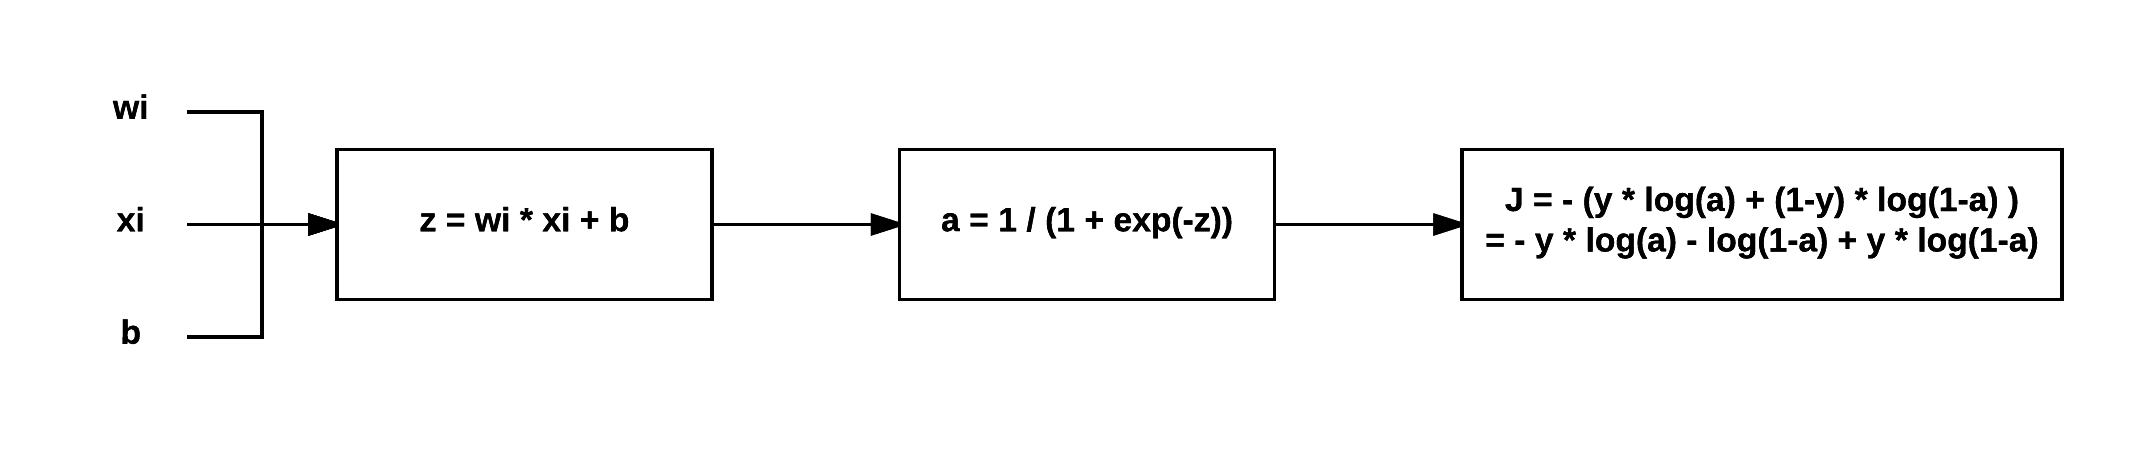 wi
xi
b
z = wi * xi + b
a = 1 / (1 + exp(-z))
J = - (y * log(a) + (1-y) * log(1-a) )
= - y * log(a) - log(1-a) + y * log(1-a)